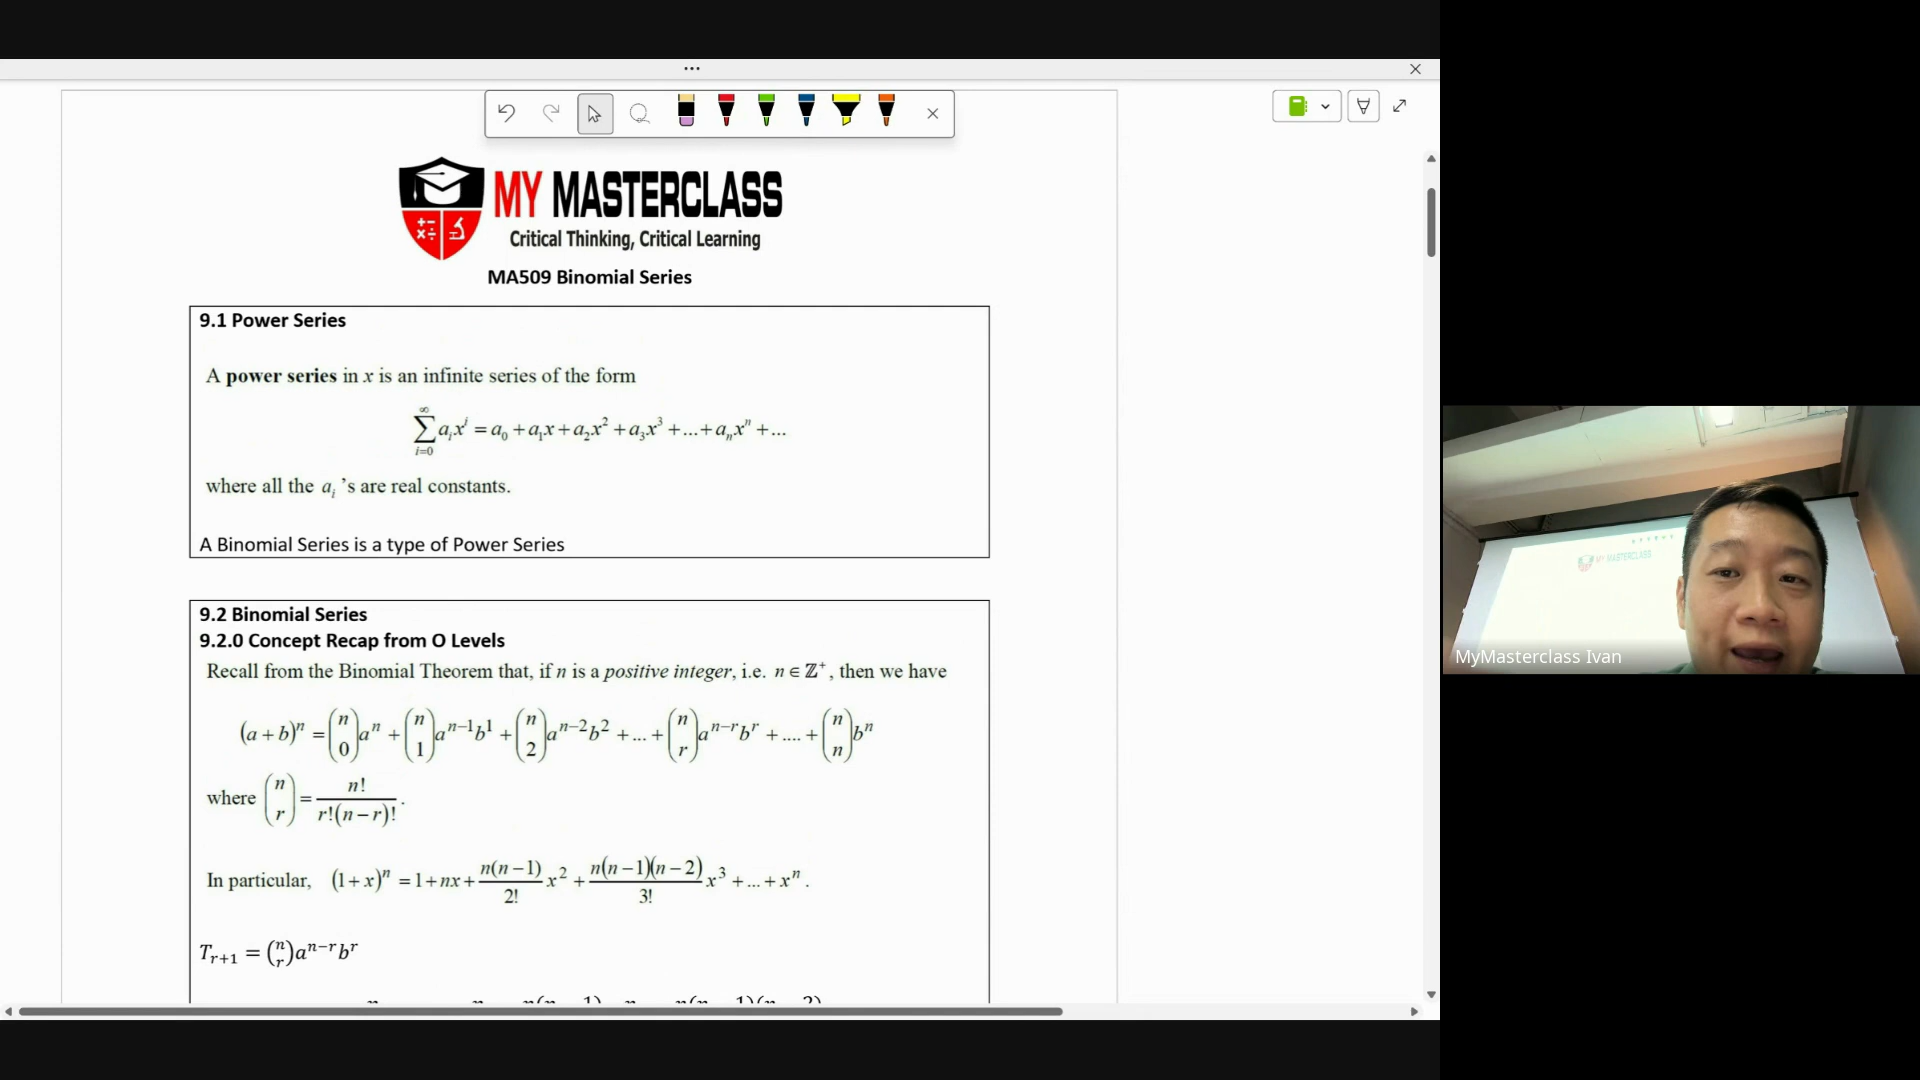 MY MASTERCLASS
Critical Thinking, Critical Learning
MA509 Binomial Series
9.1 Power Series
A power series in x is an infinite series of the form
∑_{i=0}^{∞} a_i x^i = a_0 + a_1x + a_2x^2 + a_3x^3 + ... + a_nx^n + ...
where all the a_i 's are real constants.
A Binomial Series is a type of Power Series
9.2 Binomial Series
9.2.0 Concept Recap from O Levels
Recall from the Binomial Theorem that, if n is a positive integer, i.e. n ∈ ℤ⁺, then we have
(a + b)^n = (n 0)a^n + (n 1)a^{n−1}b^1 + (n 2)a^{n−2}b^2 + ... + (n r)a^{n−r}b^r + .... + (n n)b^n
where (n r) = n! / r!(n − r)! .
In particular, (1 + x)^n = 1 + nx + n(n − 1)/2! x^2 + n(n − 1)(n − 2)/3! x^3 + ... + x^n .
T_{r+1} = (n r)a^{n−r}b^r
MY MASTERCLASS
MyMasterclass Ivan